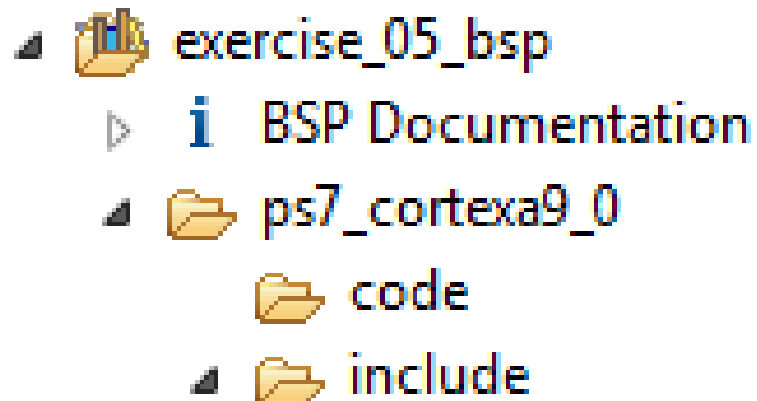 exercise_05_bsp
BSP Documentation
ps7_cortexa9_0
code
include